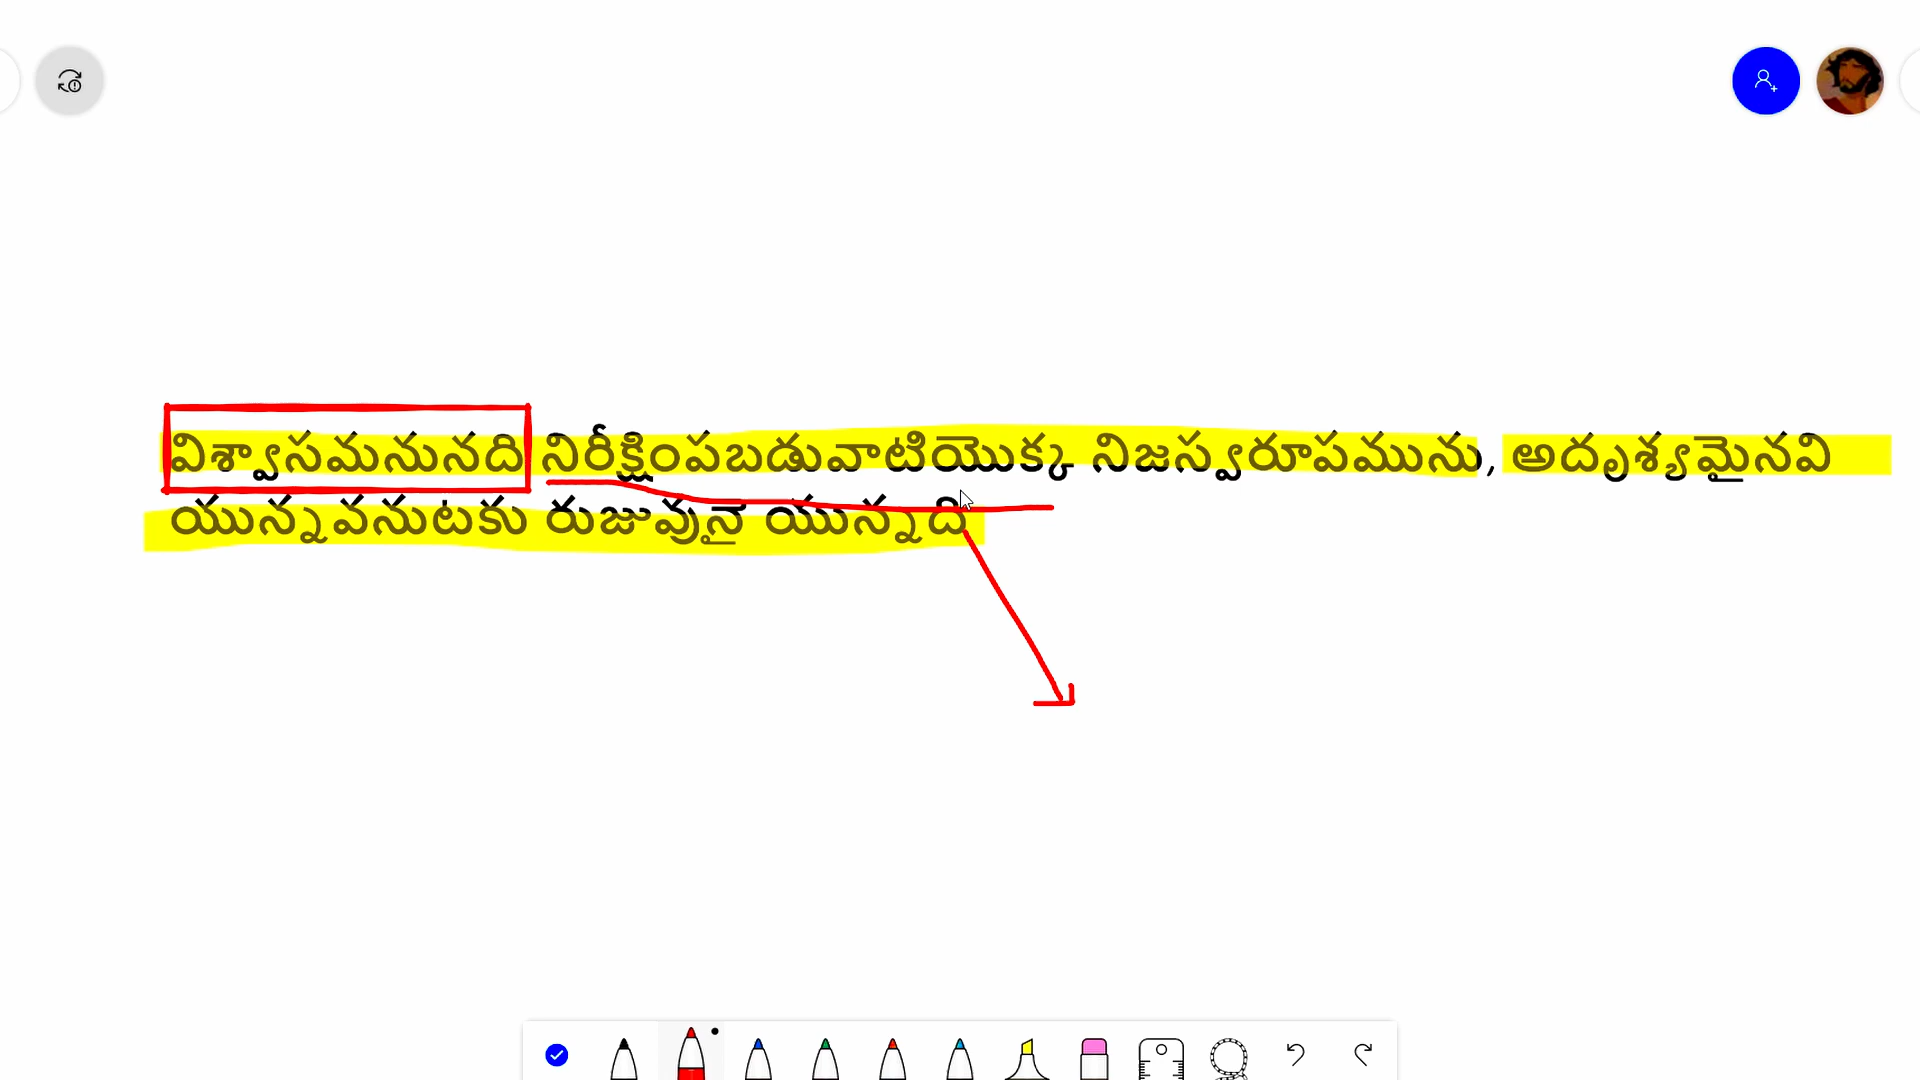 విశ్వాసమనునది నిరీక్షింపబడువాటియొక్క నిజస్వరూపమును, అదృశ్యమైనవి
యున్నవనుటకు రుజువునై యున్నది